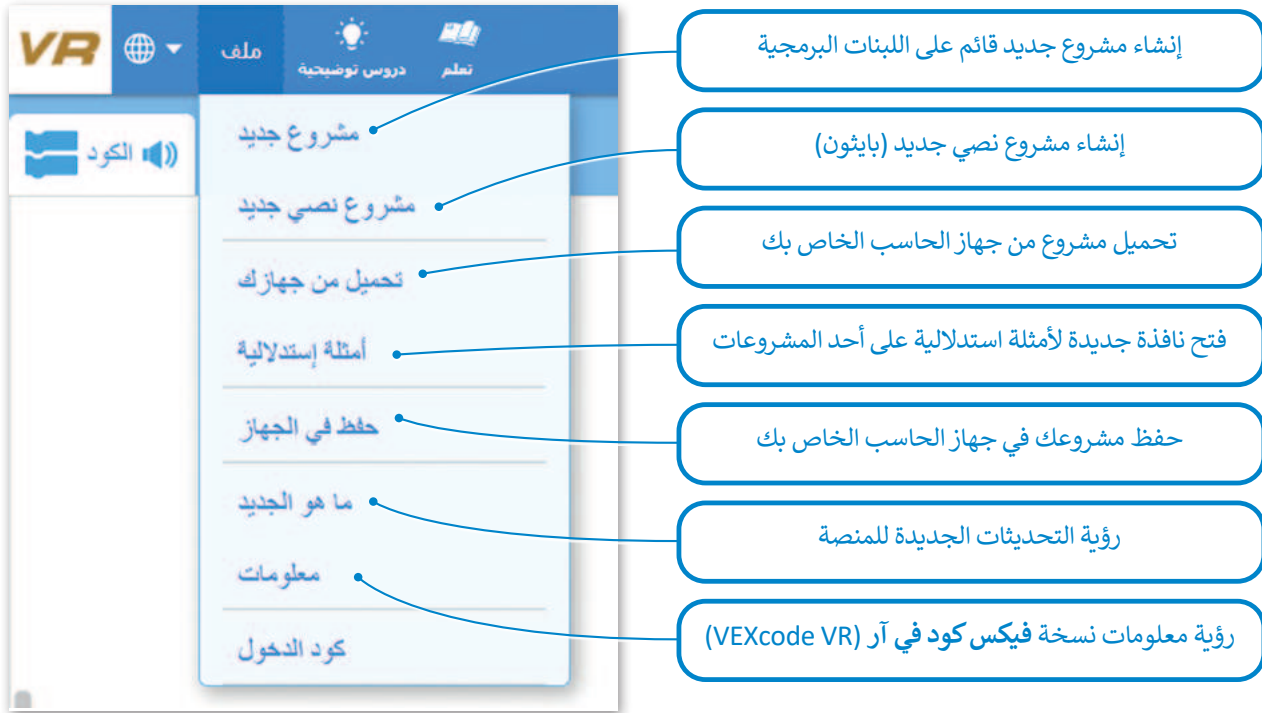 VR
ملف
دروس توضيحية
تعلم
الكود
مشروع جديد
مشروع نصي جديد
تحميل من جهازك
أمثلة إستدلالية
حفظ في الجهاز
ما هو الجديد
معلومات
كود الدخول
إنشاء مشروع جديد قائم على اللبنات البرمجية
إنشاء مشروع نصي جديد (بايثون)
تحميل مشروع من جهاز الحاسب الخاص بك
فتح نافذة جديدة لأمثلة استدلالية على أحد المشروعات
حفظ مشروعك في جهاز الحاسب الخاص بك
رؤية التحديثات الجديدة للمنصة
رؤية معلومات نسخة فيكس كود في آر (VEXcode VR)